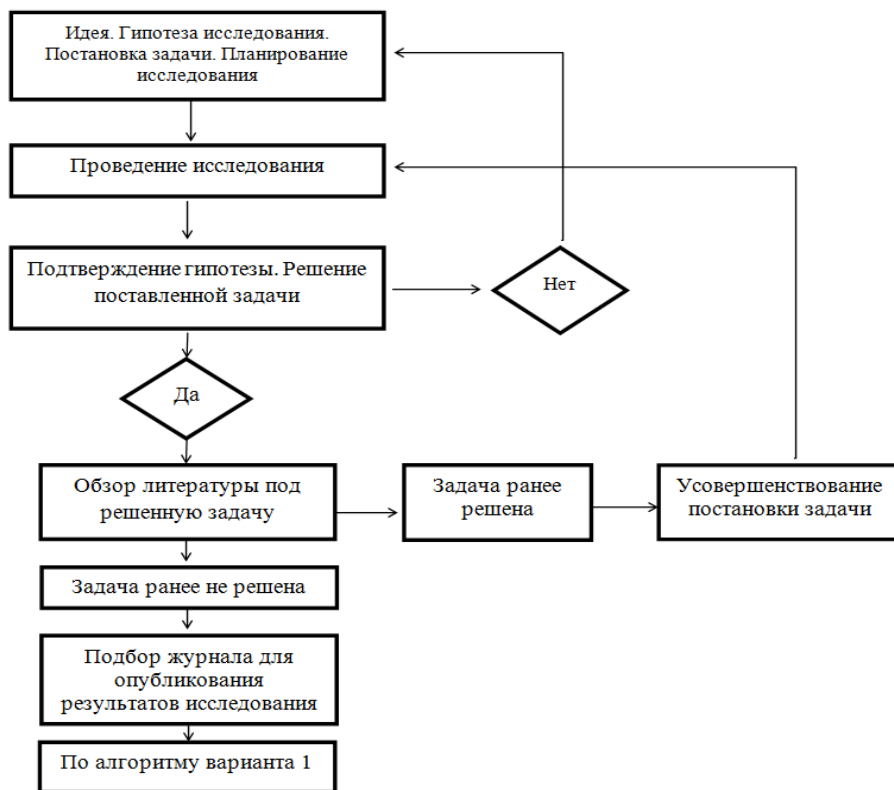 Идея. Гипотеза исследования.
Постановка задачи. Планирование
исследования
Проведение исследования
Подтверждение гипотезы. Решение
поставленной задачи
Нет
Да
Обзор литературы под
решенную задачу
Задача ранее
решена
Усовершенствование
постановки задачи
Задача ранее не решена
Подбор журнала для
опубликования
результатов исследования
По алгоритму варианта 1